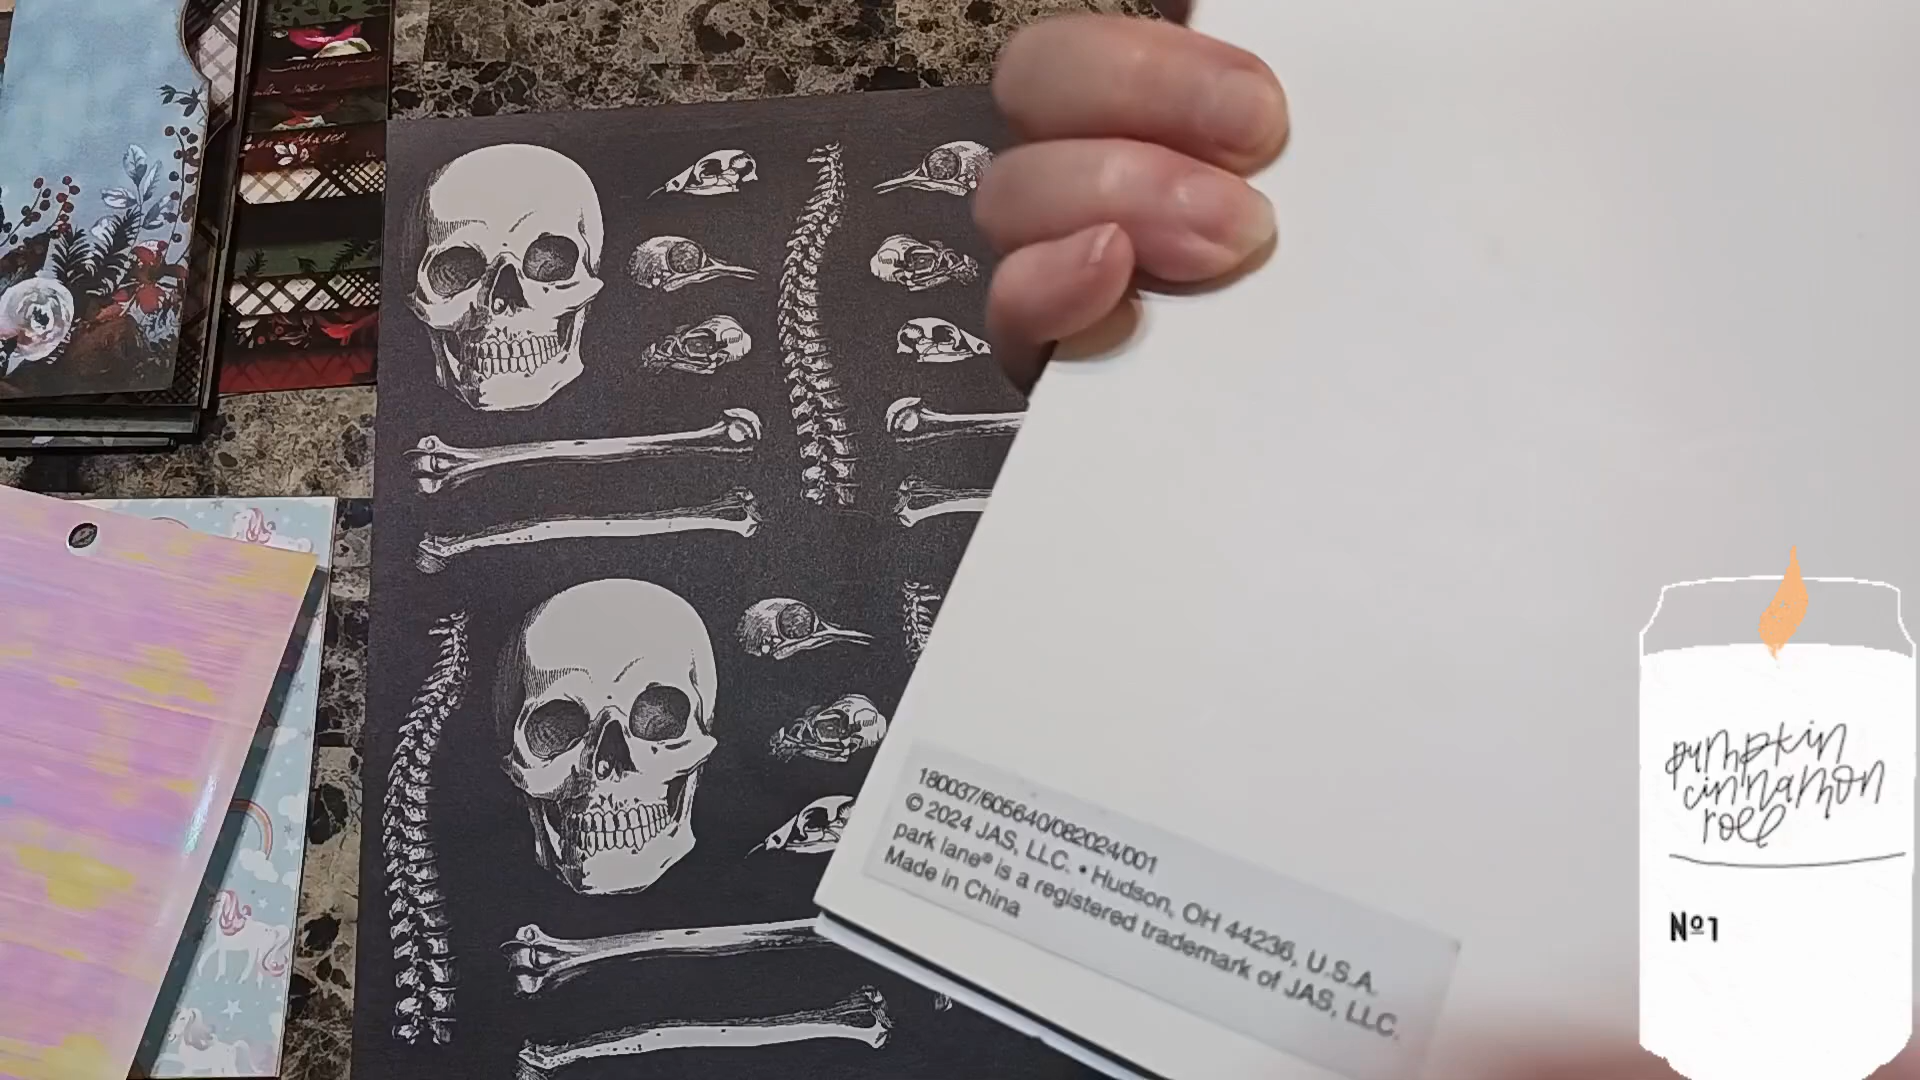 180037/605640/082024/001
© 2024 JAS, LLC. • Hudson, OH 44236, U.S.A.
park lane® is a registered trademark of JAS, LLC.
Made in China
pumpkin
cinnamon
roll
Nº1